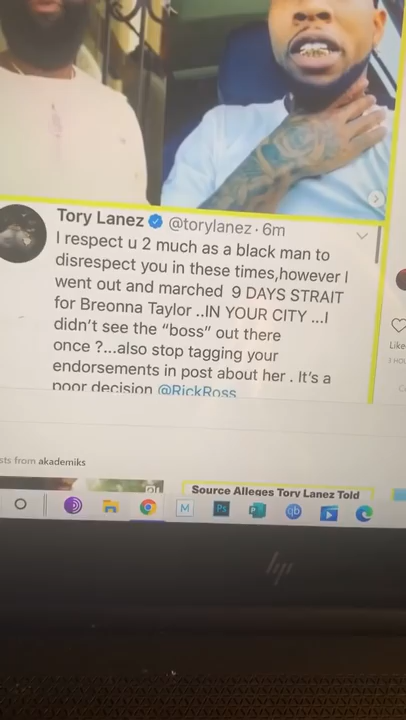 Tory Lanez @torylanez · 6m
I respect u 2 much as a black man to
disrespect you in these times,however I
went out and marched 9 DAYS STRAIT
for Breonna Taylor ..IN YOUR CITY ...I
didn't see the "boss" out there
once ?...also stop tagging your
endorsements in post about her . It's a
poor decision @RickRoss
Like
sts from akademiks
Source Alleges Tory Lanez Told
M
Ps
P
qb
hp